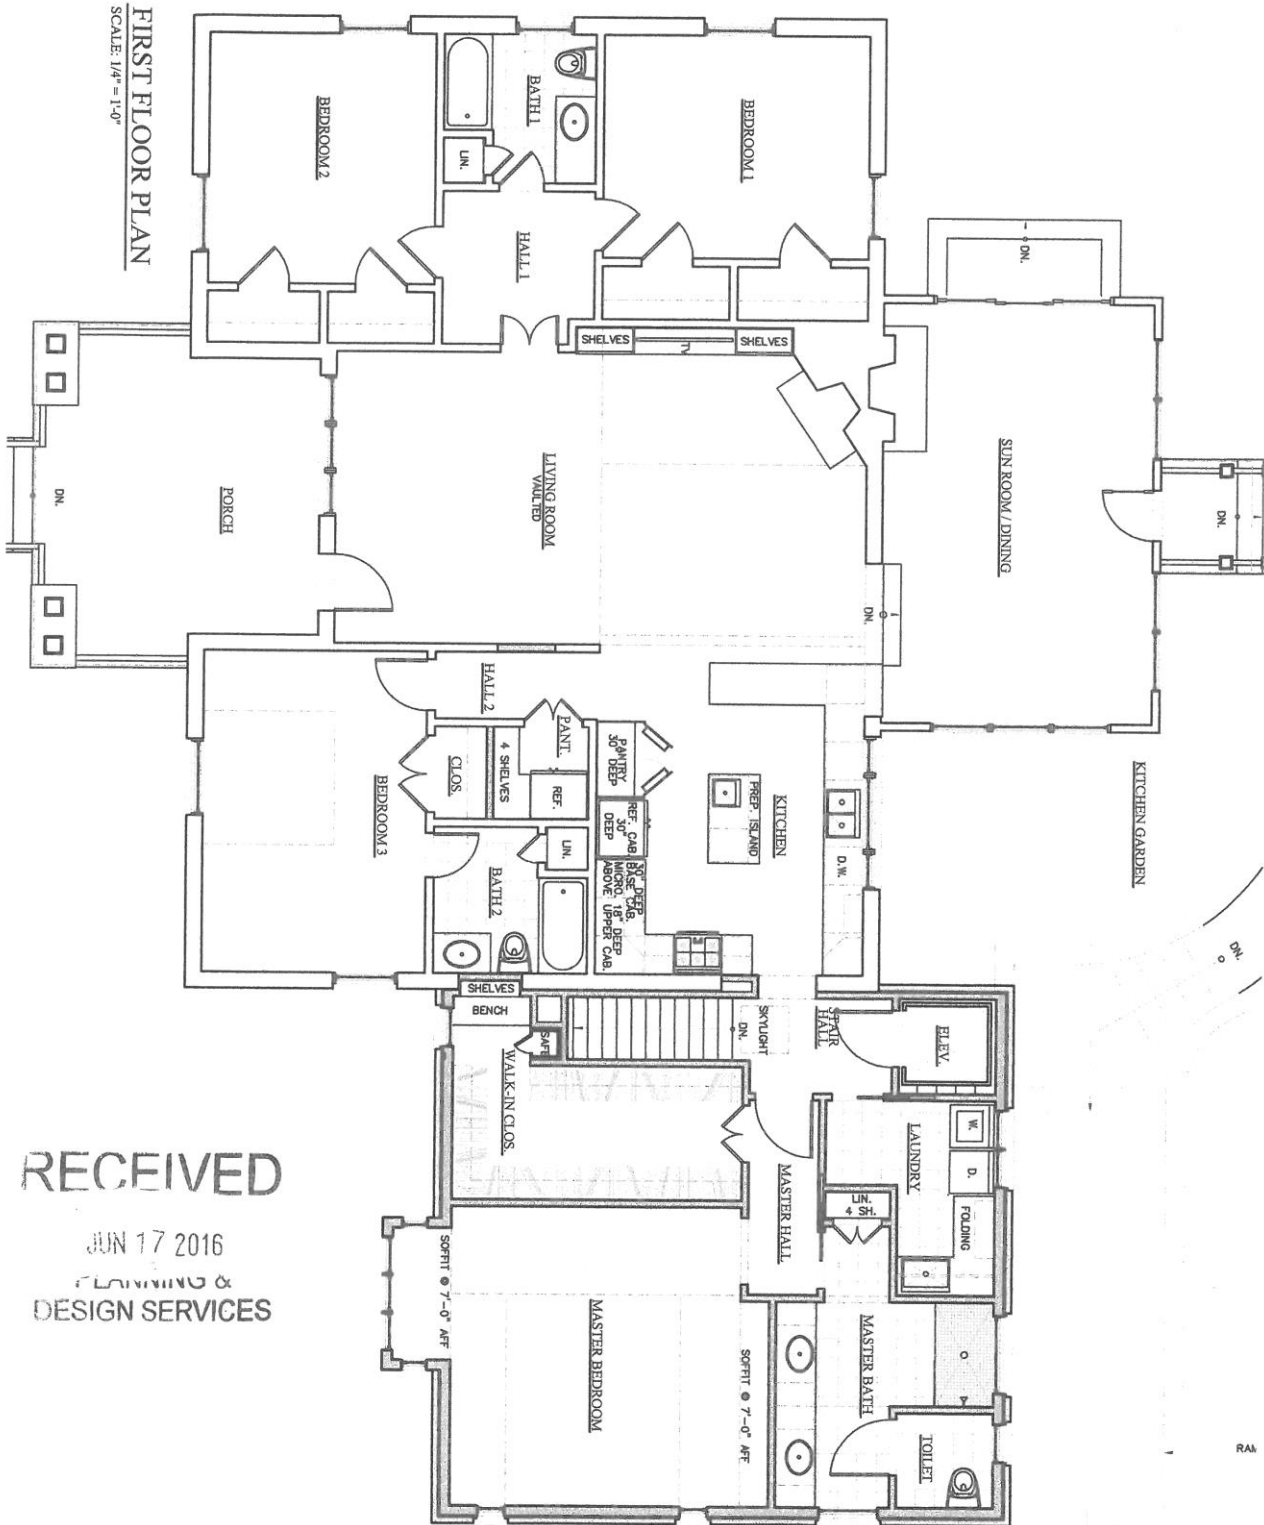 FIRST FLOOR PLAN
SCALE: 1/4" = 1'-0"
BEDROOM 2
BATH 1
LIN.
BEDROOM 1
HALL 1
DN.
SHELVES
TV
SHELVES
SUN ROOM / DINING
DN.
LIVING ROOM
VAULTED
PORCH
DN.
DN.
HALL 2
PANT.
4 SHELVES
REF.
CLOS.
PANTRY
30" DEEP
REF. CAB.
30"
DEEP
30" DEEP
BASE CAB.
MICRO. 18" DEEP
ABOVE UPPER CAB.
PREP. ISLAND
KITCHEN
D.W.
KITCHEN GARDEN
BEDROOM 3
LIN.
BATH 2
DN.
SHELVES
BENCH
SAFE
WALK-IN CLOS.
DN.
SKYLIGHT
STAIR
HALL
ELEV.
LAUNDRY
W.
D.
FOLDING
LIN.
4 SH.
MASTER HALL
SOFFIT @ 7'-0" AFF
MASTER BEDROOM
SOFFIT @ 7'-0" AFF
MASTER BATH
TOILET
RECEIVED
JUN 17 2016
PLANNING &
DESIGN SERVICES